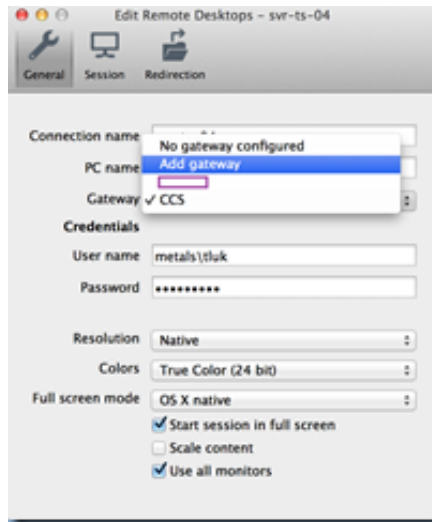 Edit Remote Desktops – svr-ts-04
General Session Redirection
Connection name
No gateway configured
PC name Add gateway
Gateway ✓ CCS
Credentials
User name metals\tluk
Password •••••••••
Resolution Native
Colors True Color (24 bit)
Full screen mode OS X native
Start session in full screen
Scale content
Use all monitors